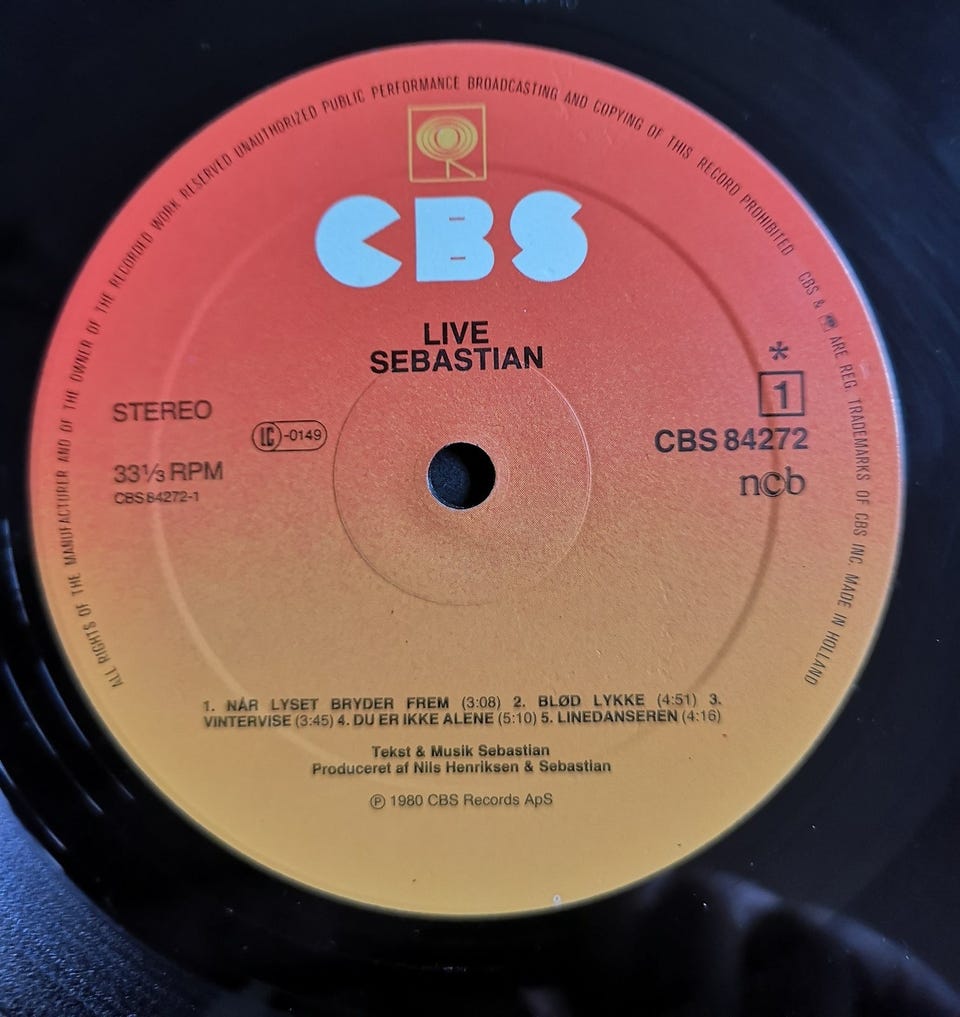 ALL RIGHTS OF THE MANUFACTURER AND OF THE OWNER OF THE RECORDED WORK RESERVED UNAUTHORIZED PUBLIC PERFORMANCE BROADCASTING AND COPYING OF THIS RECORD PROHIBITED CBS & ARE REG. TRADEMARKS OF CBS INC. MADE IN HOLLAND
CBS
LIVE
SEBASTIAN
STEREO
LC-0149
33⅓ RPM
CBS 84272-1
*
1
CBS 84272
ncb
1. NÅR LYSET BRYDER FREM (3:08) 2. BLØD LYKKE (4:51) 3.
VINTERVISE (3:45) 4. DU ER IKKE ALENE (5:10) 5. LINEDANSEREN (4:16)
Tekst & Musik Sebastian
Produceret af Nils Henriksen & Sebastian
℗ 1980 CBS Records ApS